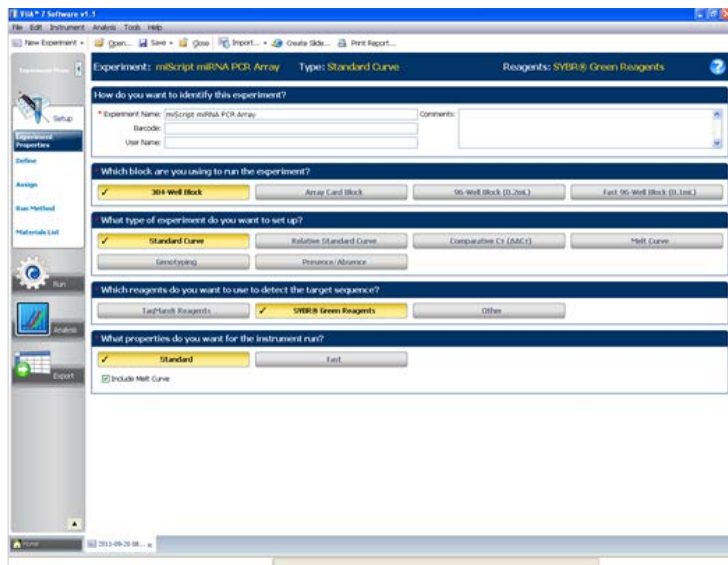 ViiA™ 7 Software v1.1
File Edit Instrument Analysis Tools Help
New Experiment Open... Save Close Import... Create Slide... Print Report...
Experiment Menu
Experiment: miScript miRNA PCR Array Type: Standard Curve Reagents: SYBR® Green Reagents
How do you want to identify this experiment?
* Experiment Name: miScript miRNA PCR Array Comments:
Barcode:
User Name:
Setup
Experiment Properties
Define
Assign
Run Method
Materials List
Run
Analysis
Export
Which block are you using to run the experiment?
✓ 384-Well Block Array Card Block 96-Well Block (0.2mL) Fast 96-Well Block (0.1mL)
What type of experiment do you want to set up?
✓ Standard Curve Relative Standard Curve Comparative CT (ΔΔCT) Melt Curve
Genotyping Presence/Absence
Which reagents do you want to use to detect the target sequence?
TaqMan® Reagents ✓ SYBR® Green Reagents Other
What properties do you want for the instrument run?
✓ Standard Fast
Include Melt Curve
Home 2011-09-20